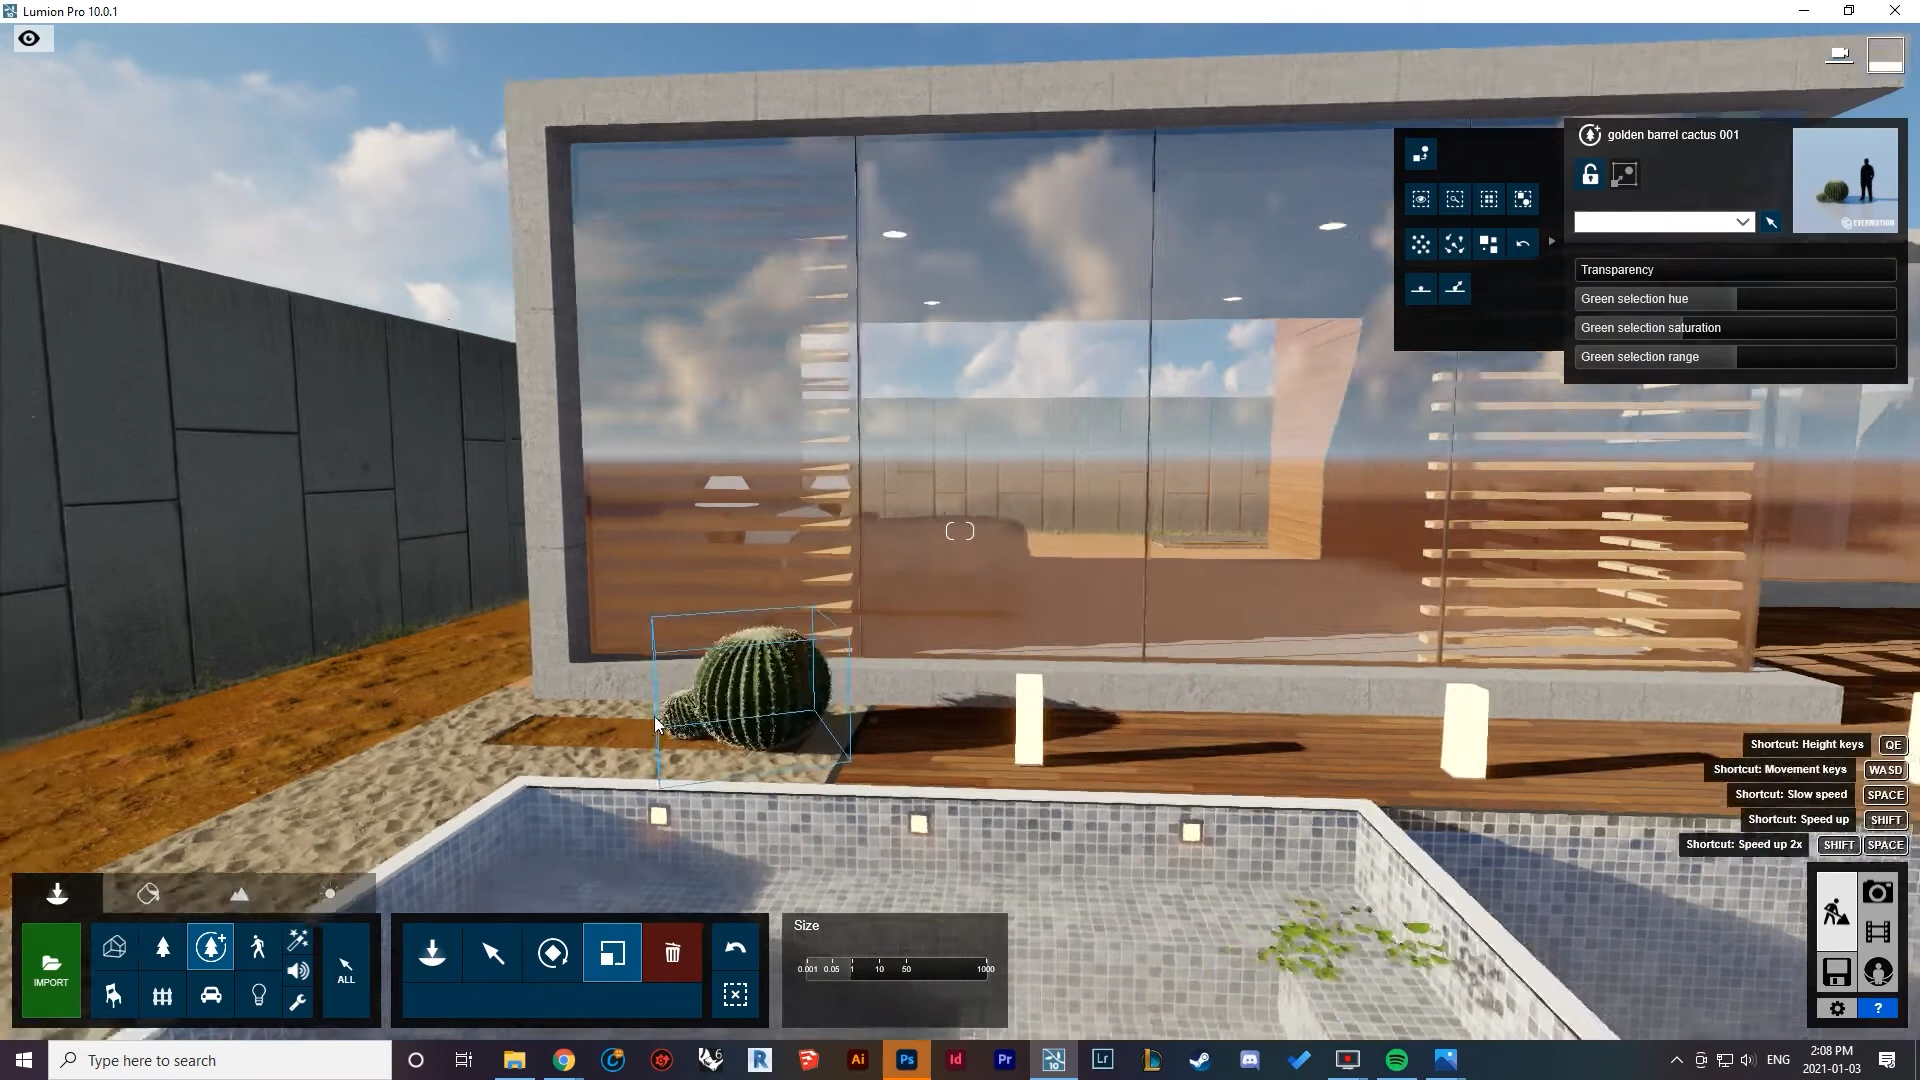 Lumion Pro 10.0.1
golden barrel cactus 001
EVERMOTION
Transparency
Green selection hue
Green selection saturation
Green selection range
Shortcut: Height keys QE
Shortcut: Movement keys WASD
Shortcut: Slow speed SPACE
Shortcut: Speed up SHIFT
Shortcut: Speed up 2x SHIFT SPACE
IMPORT
ALL
Size
0.001 0.05 1 10 50 1000
?
Type here to search
6
R
Ai
Ps
Id
Pr
10
Lr
ENG
2:08 PM
2021-01-03